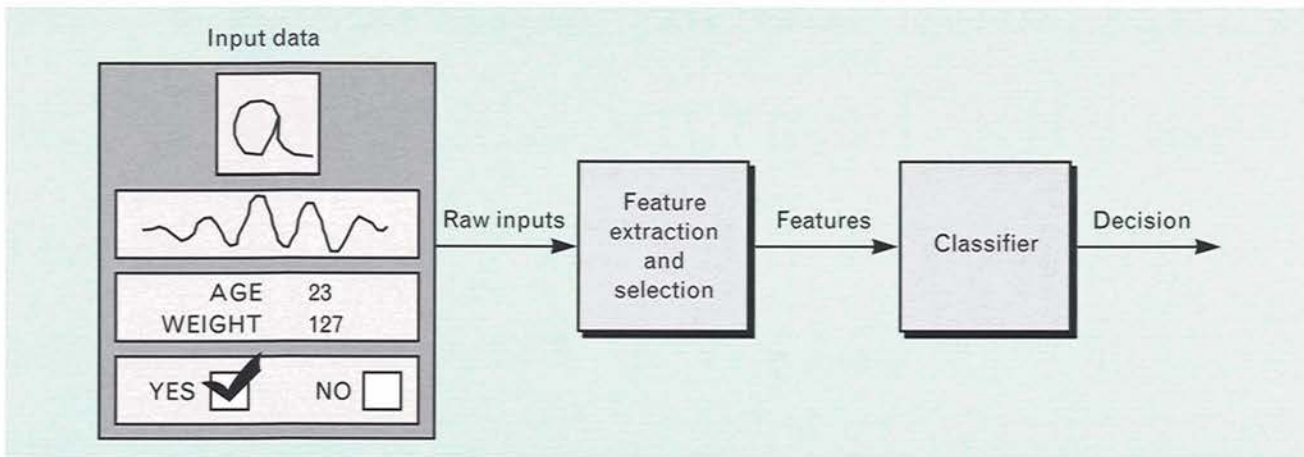 Input data
AGE 23
WEIGHT 127
YES NO
Raw inputs
Feature
extraction
and
selection
Features
Classifier
Decision